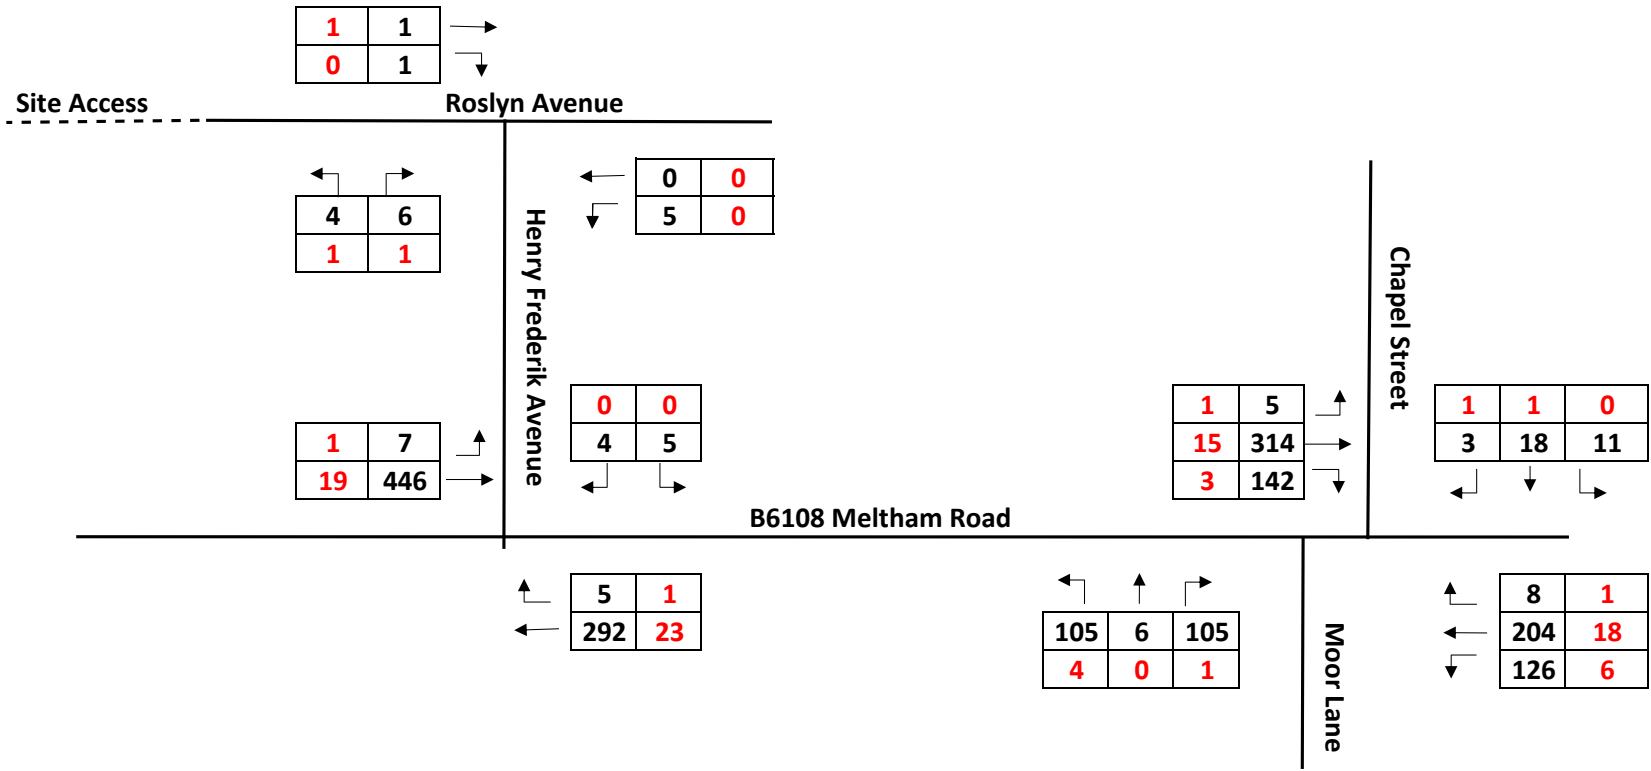 1 1
0 1
Site Access Roslyn Avenue
0 0
5 0
4 6
1 1
Henry Frederik Avenue
Chapel Street
0 0
4 5
1 7
19 446
1 5
15 314
3 142
1 1 0
3 18 11
B6108 Meltham Road
5 1
292 23
105 6 105
4 0 1
Moor Lane
8 1
204 18
126 6